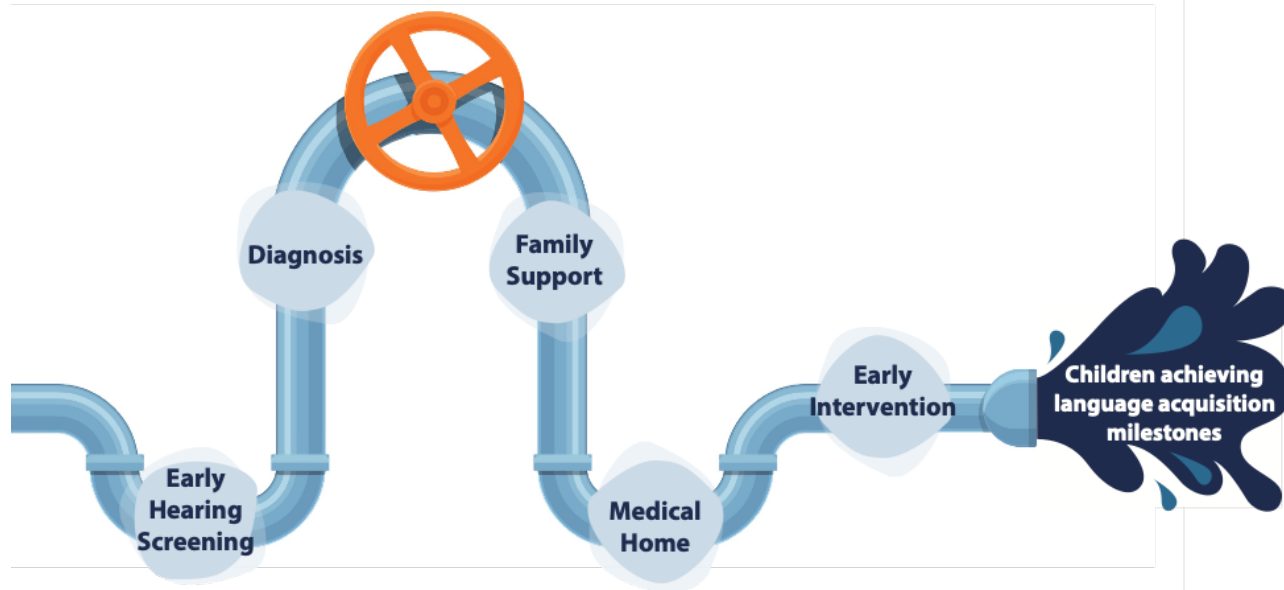 Early
Hearing
Screening
Diagnosis
Family
Support
Medical
Home
Early
Intervention
Children achieving
language acquisition
milestones